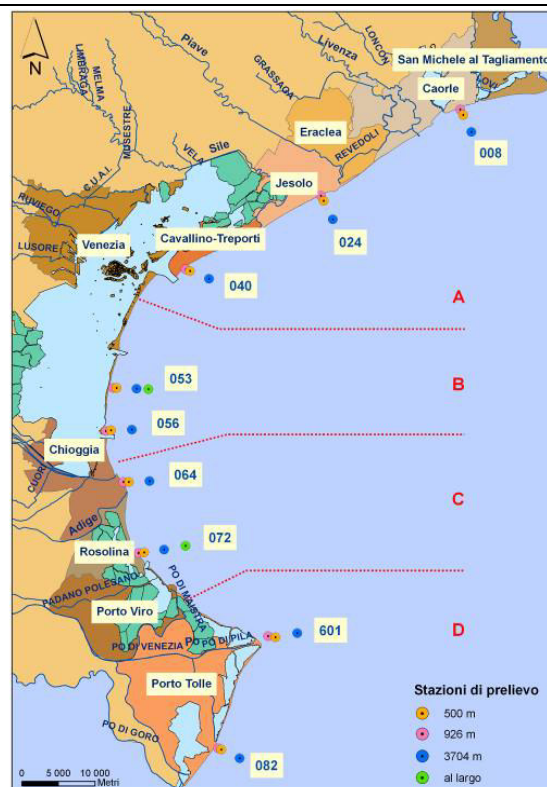 Piave
Livenza
LONCON
San Michele al Tagliamento
LIMBRAGA
MELMA
GRASSAGA
Caorle
LOVI
MUSESTRE
Eraclea
REVEDOLI
008
C.U.A.I.
VELA
Sile
Jesolo
RUVIEGO
024
LUSORE
Venezia
Cavallino-Treporti
040
A
053
B
056
Chioggia
CUORI
064
C
Adige
072
Rosolina
PADANO POLESANO
PO DI MAISTRA
Porto Viro
601
D
PO DI VENEZIA
PO
PO DI PILA
Porto Tolle
PO DI GORO
082
N
Stazioni di prelievo
500 m
926 m
3704 m
al largo
0 5 000 10 000
Metri